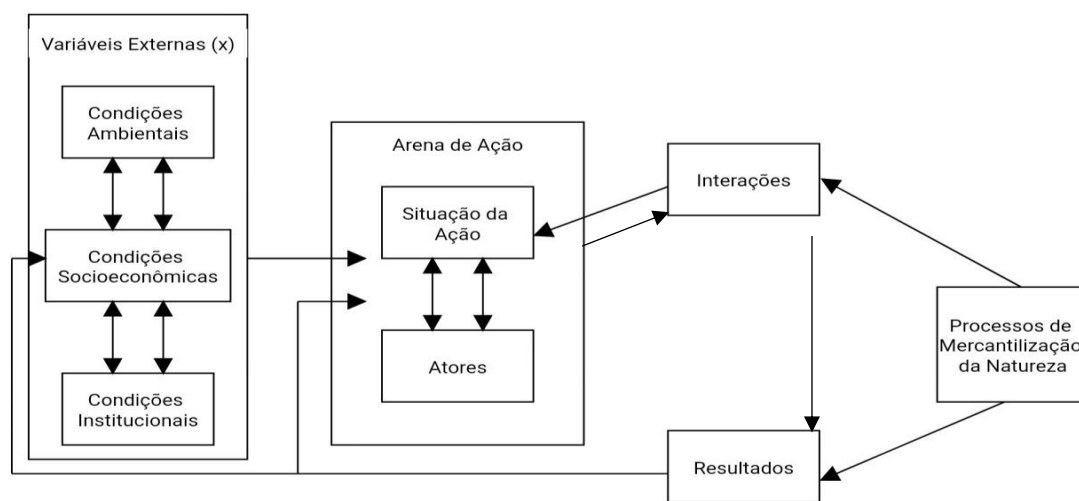 Variáveis Externas (x)
Condições
Ambientais
Condições
Socioeconômicas
Condições
Institucionais
Arena de Ação
Situação da
Ação
Atores
Interações
Resultados
Processos de
Mercantilização
da Natureza